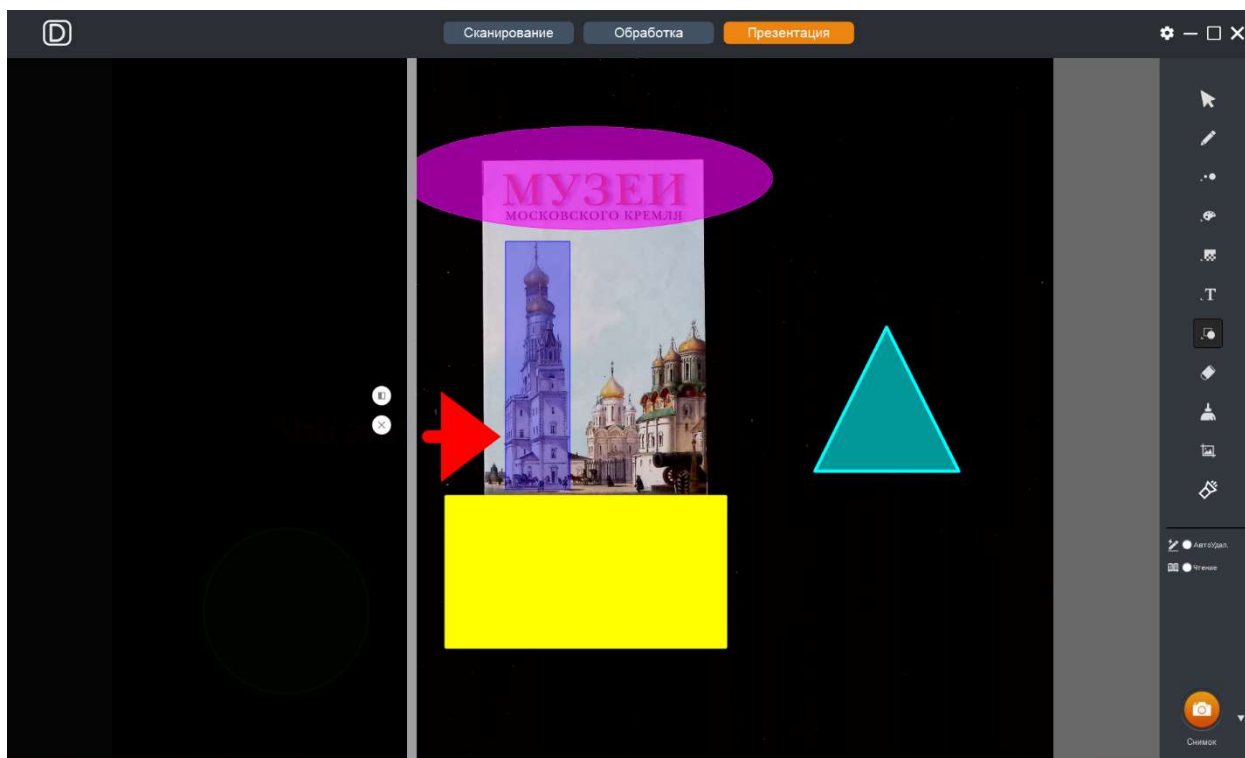 D
Сканирование
Обработка
Презентация
МУЗЕИ
МОСКОВСКОГО КРЕМЛЯ
.T
АвтоУдал.
Чтение
Снимок